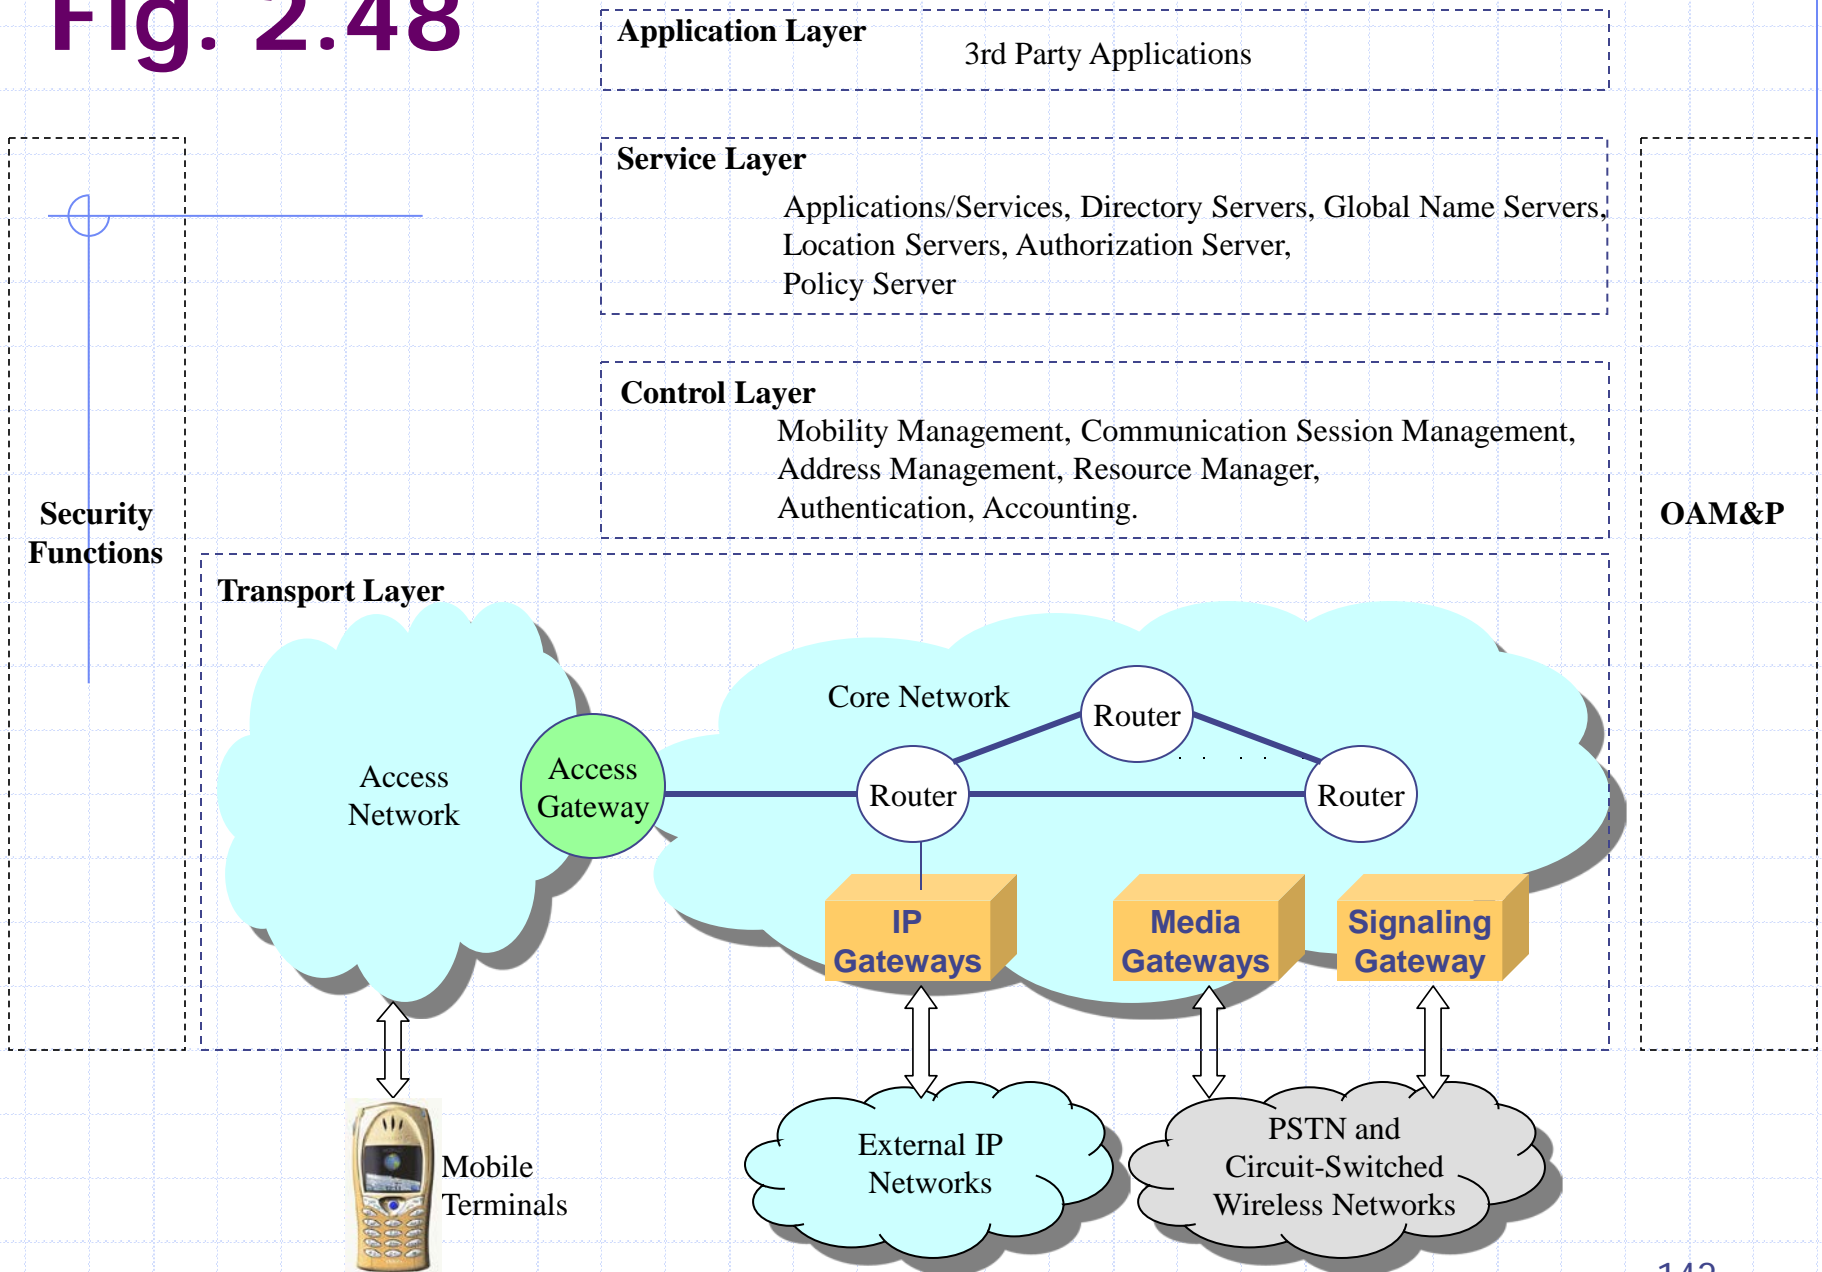 Fig. 2.48
Application Layer
3rd Party Applications
Service Layer
Applications/Services, Directory Servers, Global Name Servers,
Location Servers, Authorization Server,
Policy Server
Control Layer
Mobility Management, Communication Session Management,
Address Management, Resource Manager,
Authentication, Accounting.
Security
Functions
OAM&P
Transport Layer
Core Network
Router
Access
Network
Access
Gateway
Router
Router
IP
Gateways
Media
Gateways
Signaling
Gateway
Mobile
Terminals
External IP
Networks
PSTN and
Circuit-Switched
Wireless Networks
142